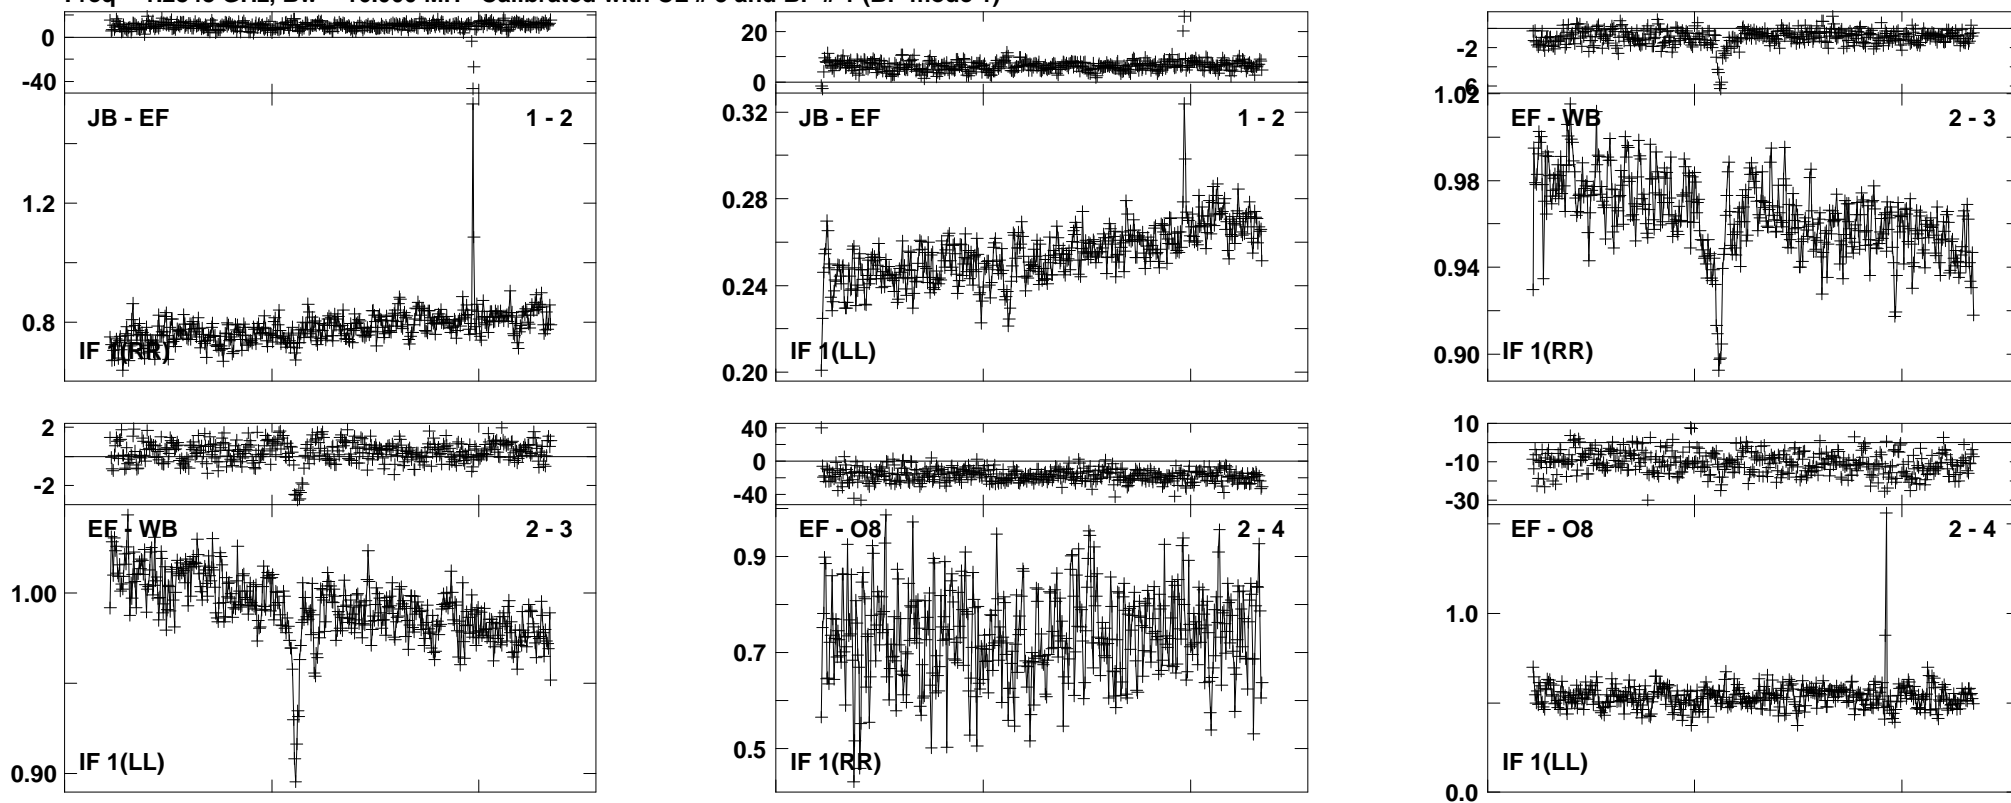 0
-40
JB - EF
1 - 2
1.2
0.8
IF 1(RR)
20
0
JB - EF
1 - 2
0.32
0.28
0.24
0.20
IF 1(LL)
-2
-6
1.02
EF - WB
2 - 3
0.98
0.94
0.90
IF 1(RR)
2
-2
EF - WB
2 - 3
1.00
0.90
IF 1(LL)
40
0
-40
EF - O8
2 - 4
0.9
0.7
0.5
IF 1(RR)
10
-10
-30
EF - O8
2 - 4
1.0
0.0
IF 1(LL)